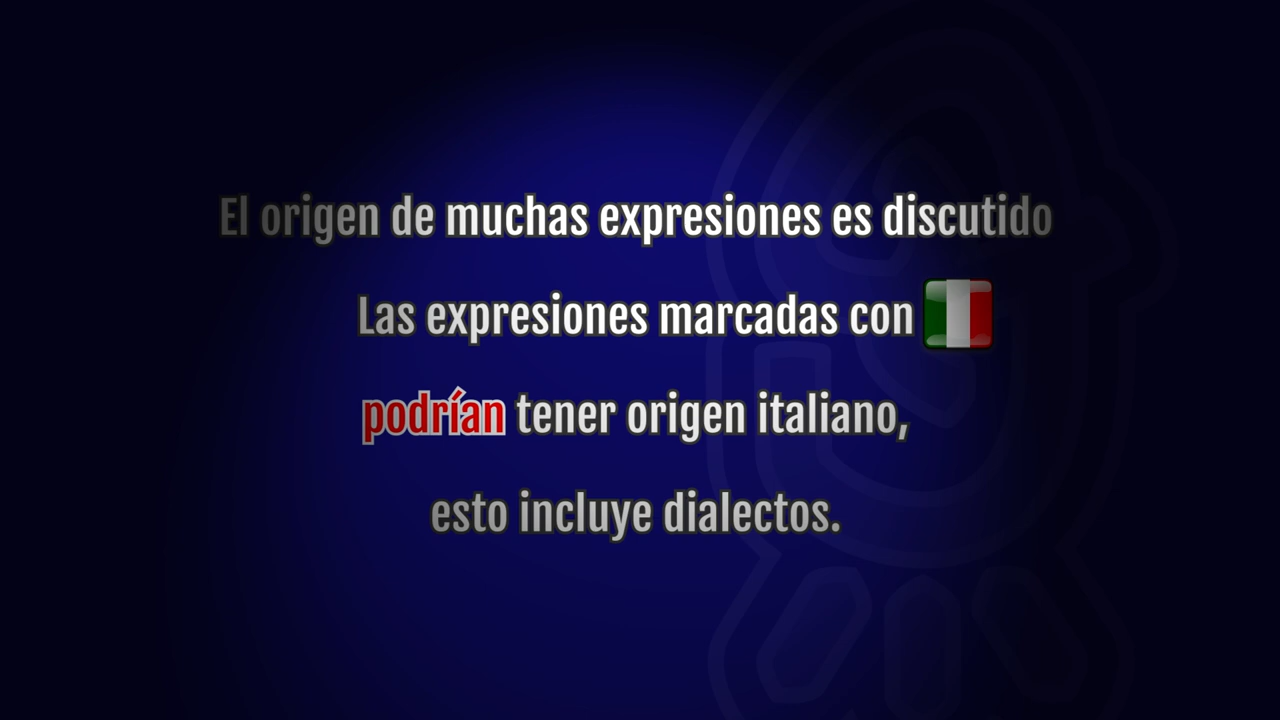 El origen de muchas expresiones es discutido
Las expresiones marcadas con
podrían tener origen italiano,
esto incluye dialectos.